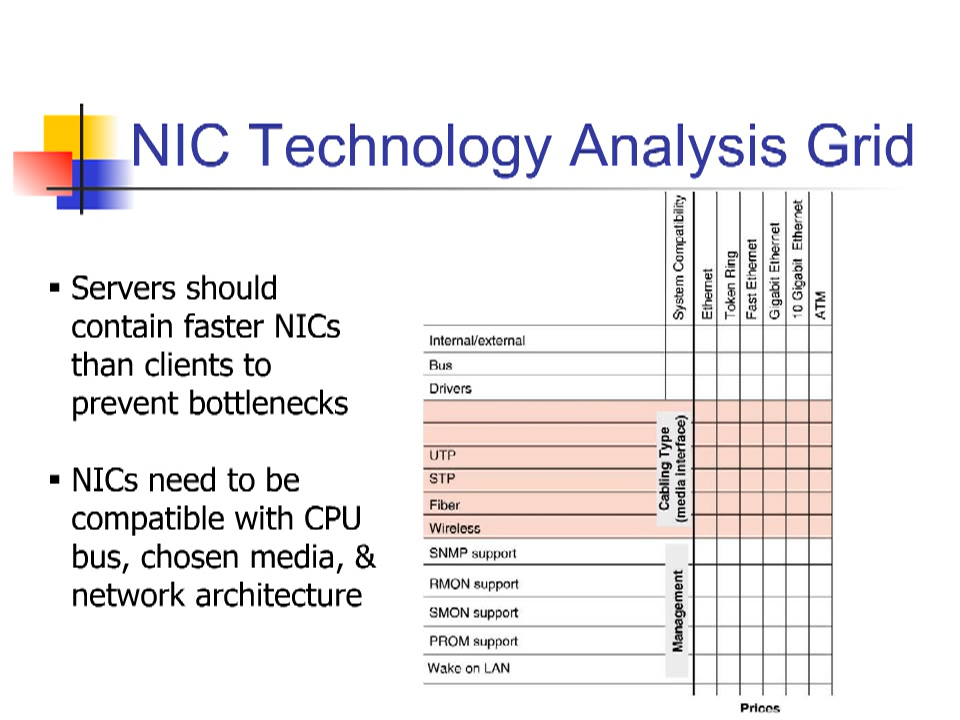 NIC Technology Analysis Grid
▪ Servers should
contain faster NICs
than clients to
prevent bottlenecks
▪ NICs need to be
compatible with CPU
bus, chosen media, &
network architecture
System Compatibility
Ethernet
Token Ring
Fast Ethernet
Gigabit Ethernet
10 Gigabit Ethernet
ATM
Internal/external
Bus
Drivers
Cabling Type
(media interface)
UTP
STP
Fiber
Wireless
Management
SNMP support
RMON support
SMON support
PROM support
Wake on LAN
Prices